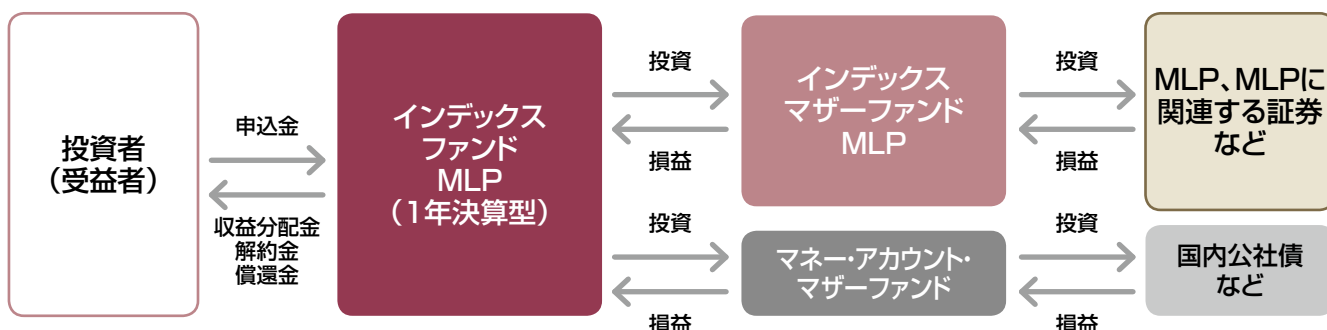 投資者
（受益者）
申込金
収益分配金
解約金
償還金
インデックス
ファンド
MLP
（1年決算型）
投資
損益
インデックス
マザーファンド
MLP
投資
損益
MLP、MLPに
関連する証券
など
投資
損益
マネー・アカウント・
マザーファンド
投資
損益
国内公社債
など